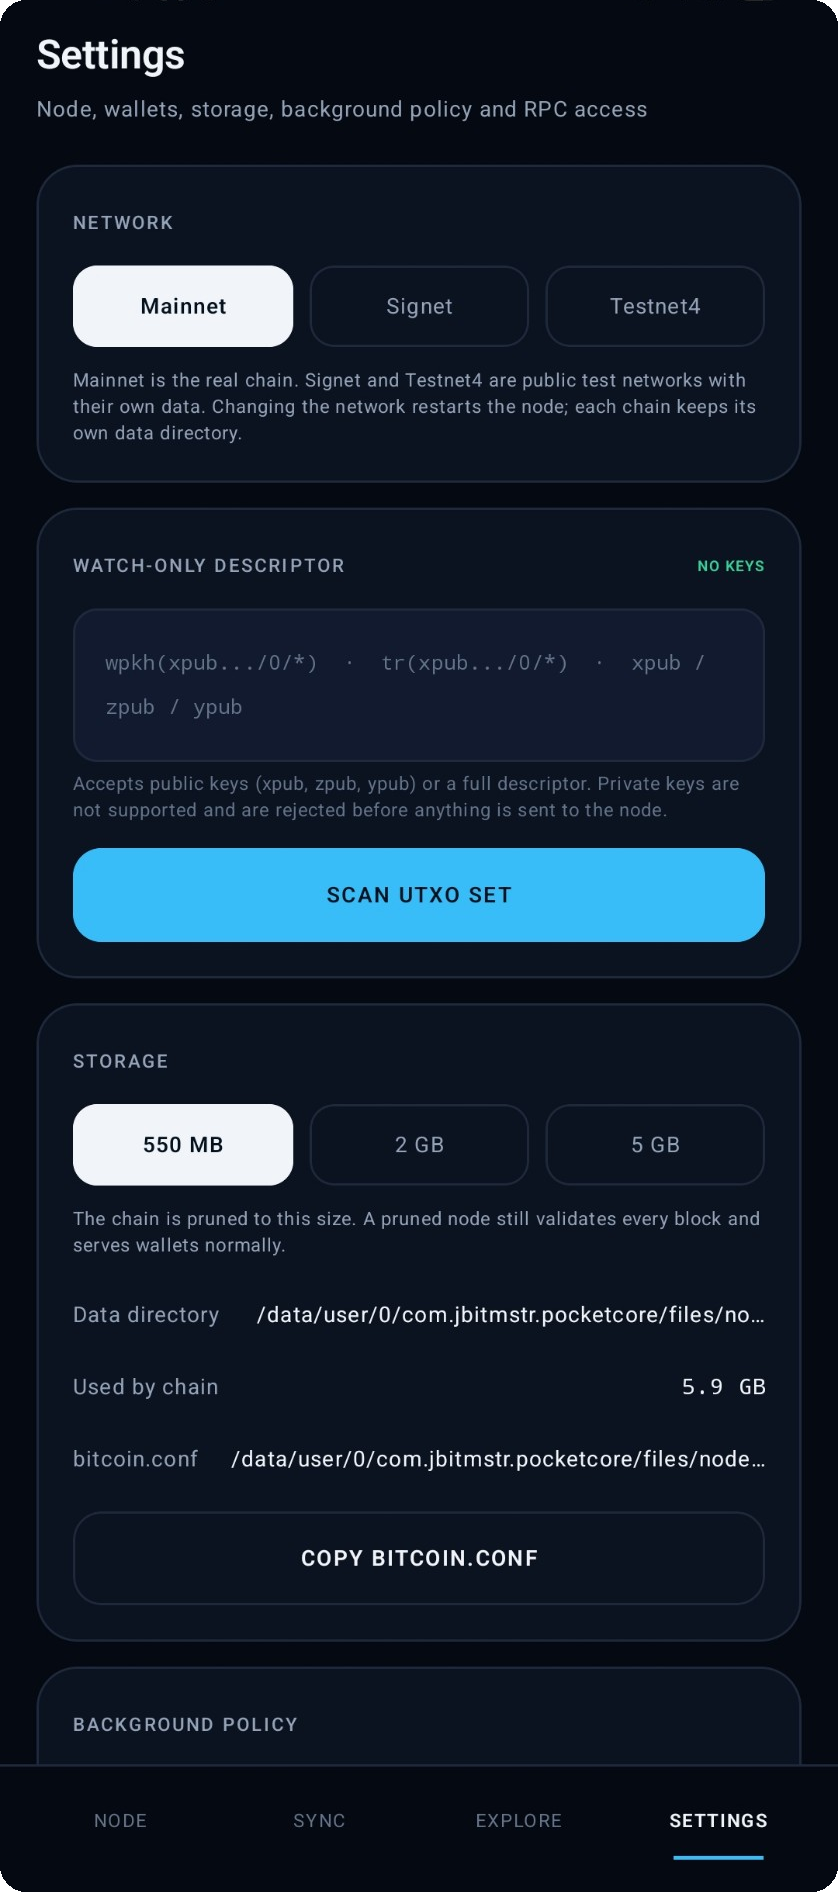 Settings
Node, wallets, storage, background policy and RPC access
NETWORK
Mainnet
Signet
Testnet4
Mainnet is the real chain. Signet and Testnet4 are public test networks with
their own data. Changing the network restarts the node; each chain keeps its
own data directory.
WATCH-ONLY DESCRIPTOR
NO KEYS
wpkh(xpub.../0/*)  ·  tr(xpub.../0/*)  ·  xpub /
zpub / ypub
Accepts public keys (xpub, zpub, ypub) or a full descriptor. Private keys are
not supported and are rejected before anything is sent to the node.
SCAN UTXO SET
STORAGE
550 MB
2 GB
5 GB
The chain is pruned to this size. A pruned node still validates every block and
serves wallets normally.
Data directory /data/user/0/com.jbitmstr.pocketcore/files/no…
Used by chain 5.9 GB
bitcoin.conf /data/user/0/com.jbitmstr.pocketcore/files/node…
COPY BITCOIN.CONF
BACKGROUND POLICY
NODE
SYNC
EXPLORE
SETTINGS